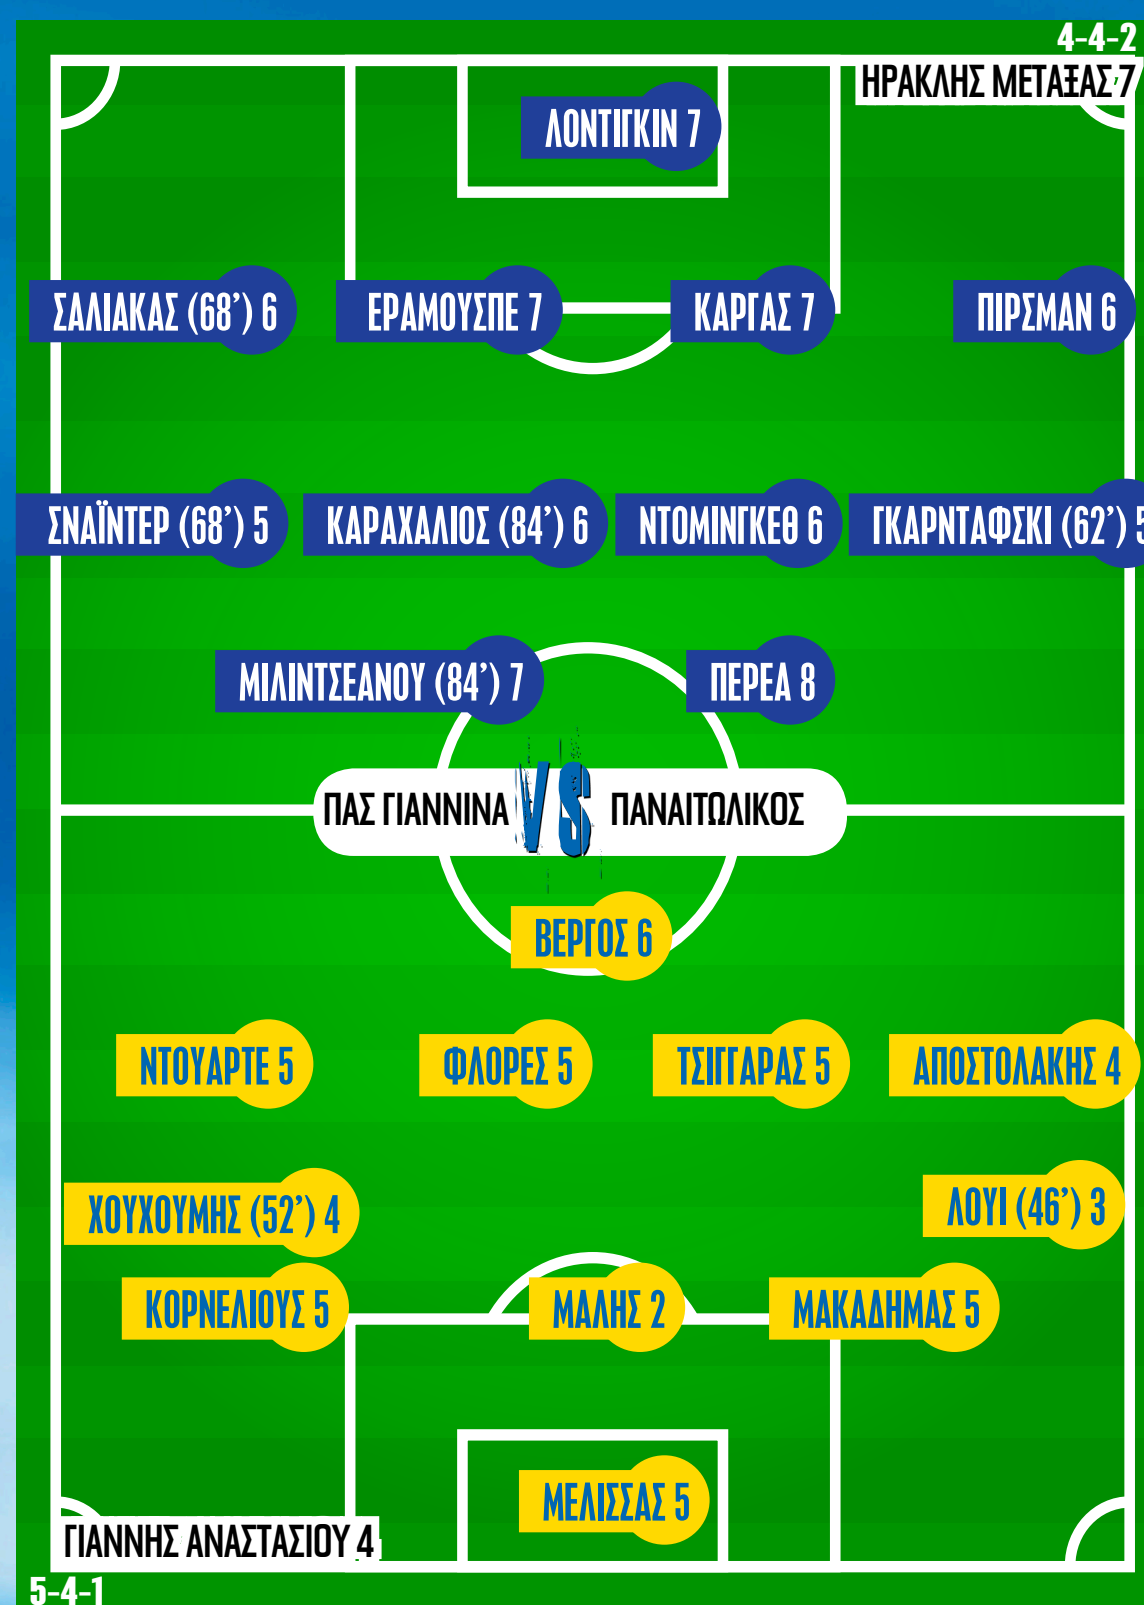 4-4-2
ΗΡΑΚΛΗΣ ΜΕΤΑΞΑΣ 7
ΛΟΝΤΙΓΚΙΝ 7
ΣΑΛΙΑΚΑΣ (68’) 6
ΕΡΑΜΟΥΣΠΕ 7
ΚΑΡΓΑΣ 7
ΠΙΡΣΜΑΝ 6
ΣΝΑΪΝΤΕΡ (68’) 5
ΚΑΡΑΧΑΛΙΟΣ (84’) 6
ΝΤΟΜΙΝΓΚΕΘ 6
ΓΚΑΡΝΤΑΦΣΚΙ (62’) 5
ΜΙΛΙΝΤΣΕΑΝΟΥ (84’) 7
ΠΕΡΕΑ 8
ΠΑΣ ΓΙΑΝΝΙΝΑ VS ΠΑΝΑΙΤΩΛΙΚΟΣ
ΒΕΡΓΟΣ 6
ΝΤΟΥΑΡΤΕ 5
ΦΛΟΡΕΣ 5
ΤΣΙΓΓΑΡΑΣ 5
ΑΠΟΣΤΟΛΑΚΗΣ 4
ΧΟΥΧΟΥΜΗΣ (52’) 4
ΛΟΥΙ (46’) 3
ΚΟΡΝΕΛΙΟΥΣ 5
ΜΑΛΗΣ 2
ΜΑΚΑΔΗΜΑΣ 5
ΜΕΛΙΣΣΑΣ 5
ΓΙΑΝΝΗΣ ΑΝΑΣΤΑΣΙΟΥ 4
5-4-1